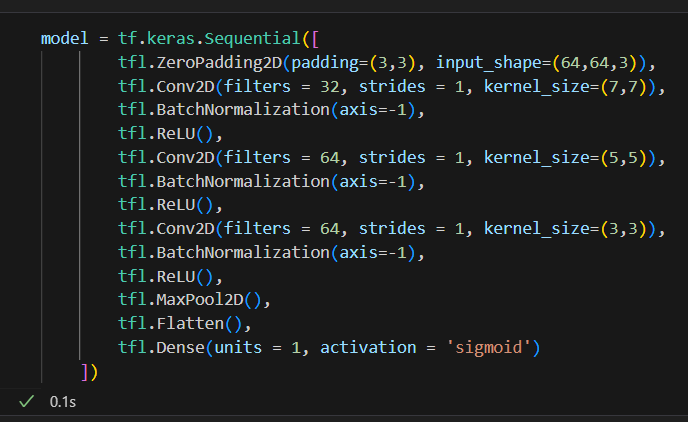 model = tf.keras.Sequential([
        tfl.ZeroPadding2D(padding=(3,3), input_shape=(64,64,3)),
        tfl.Conv2D(filters = 32, strides = 1, kernel_size=(7,7)),
        tfl.BatchNormalization(axis=-1),
        tfl.ReLU(),
        tfl.Conv2D(filters = 64, strides = 1, kernel_size=(5,5)),
        tfl.BatchNormalization(axis=-1),
        tfl.ReLU(),
        tfl.Conv2D(filters = 64, strides = 1, kernel_size=(3,3)),
        tfl.BatchNormalization(axis=-1),
        tfl.ReLU(),
        tfl.MaxPool2D(),
        tfl.Flatten(),
        tfl.Dense(units = 1, activation = 'sigmoid')
    ])
0.1s